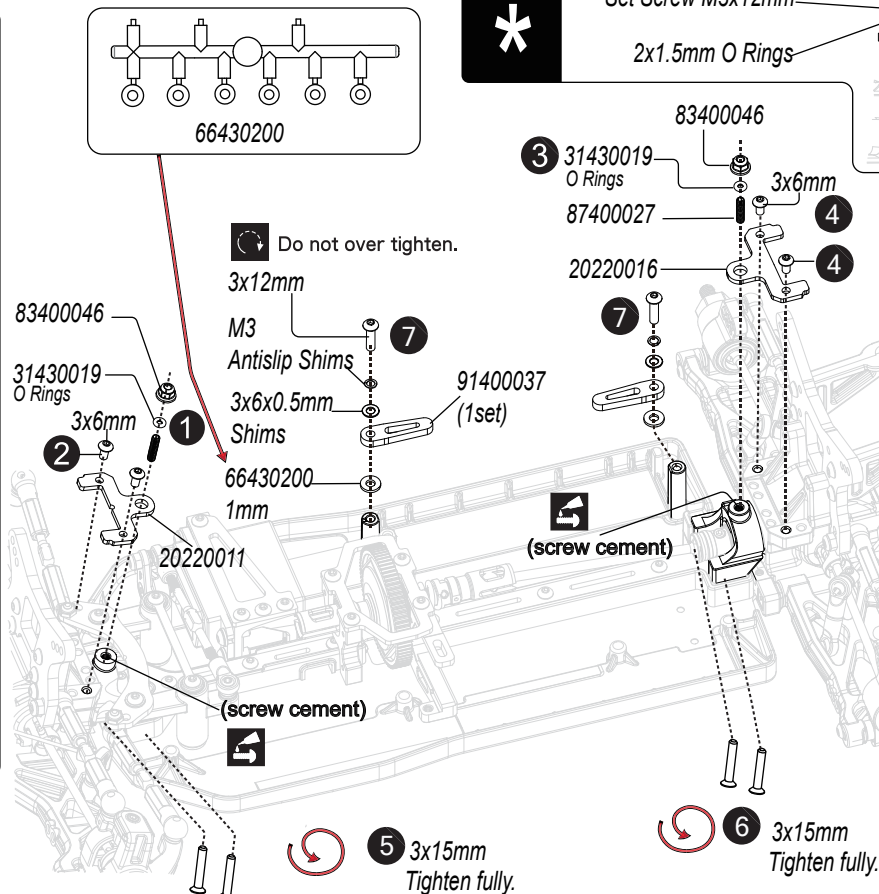 Set Screw M5x12mm
*
2x1.5mm O Rings
66430200
83400046
3 31430019
O Rings
3x6mm
4
87400027
20220016
4
Do not over tighten.
3x12mm
7
M3
Antislip Shims
7
83400046
31430019
O Rings
1
3x6mm
2
91400037
(1set)
3x6x0.5mm
Shims
66430200
1mm
20220011
(screw cement)
(screw cement)
5 3x15mm
Tighten fully.
6 3x15mm
Tighten fully.